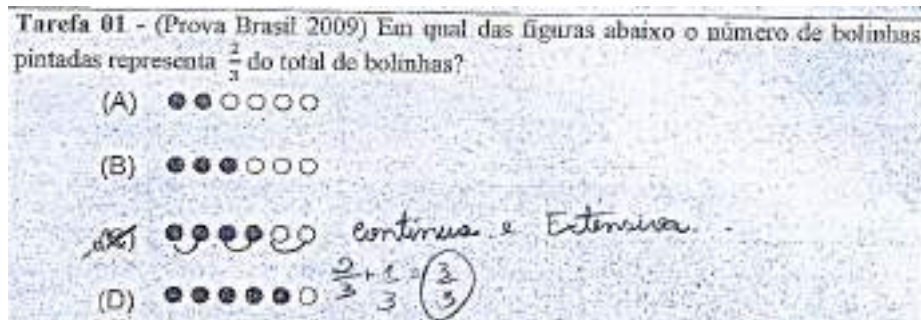 Tarefa 01 - (Prova Brasil 2009) Em qual das figuras abaixo o número de bolinhas
pintadas representa 2/3 do total de bolinhas?
(A)
(B)
(C) continua e Extensiva.
2/3 + 1/3 = 3/3
(D)